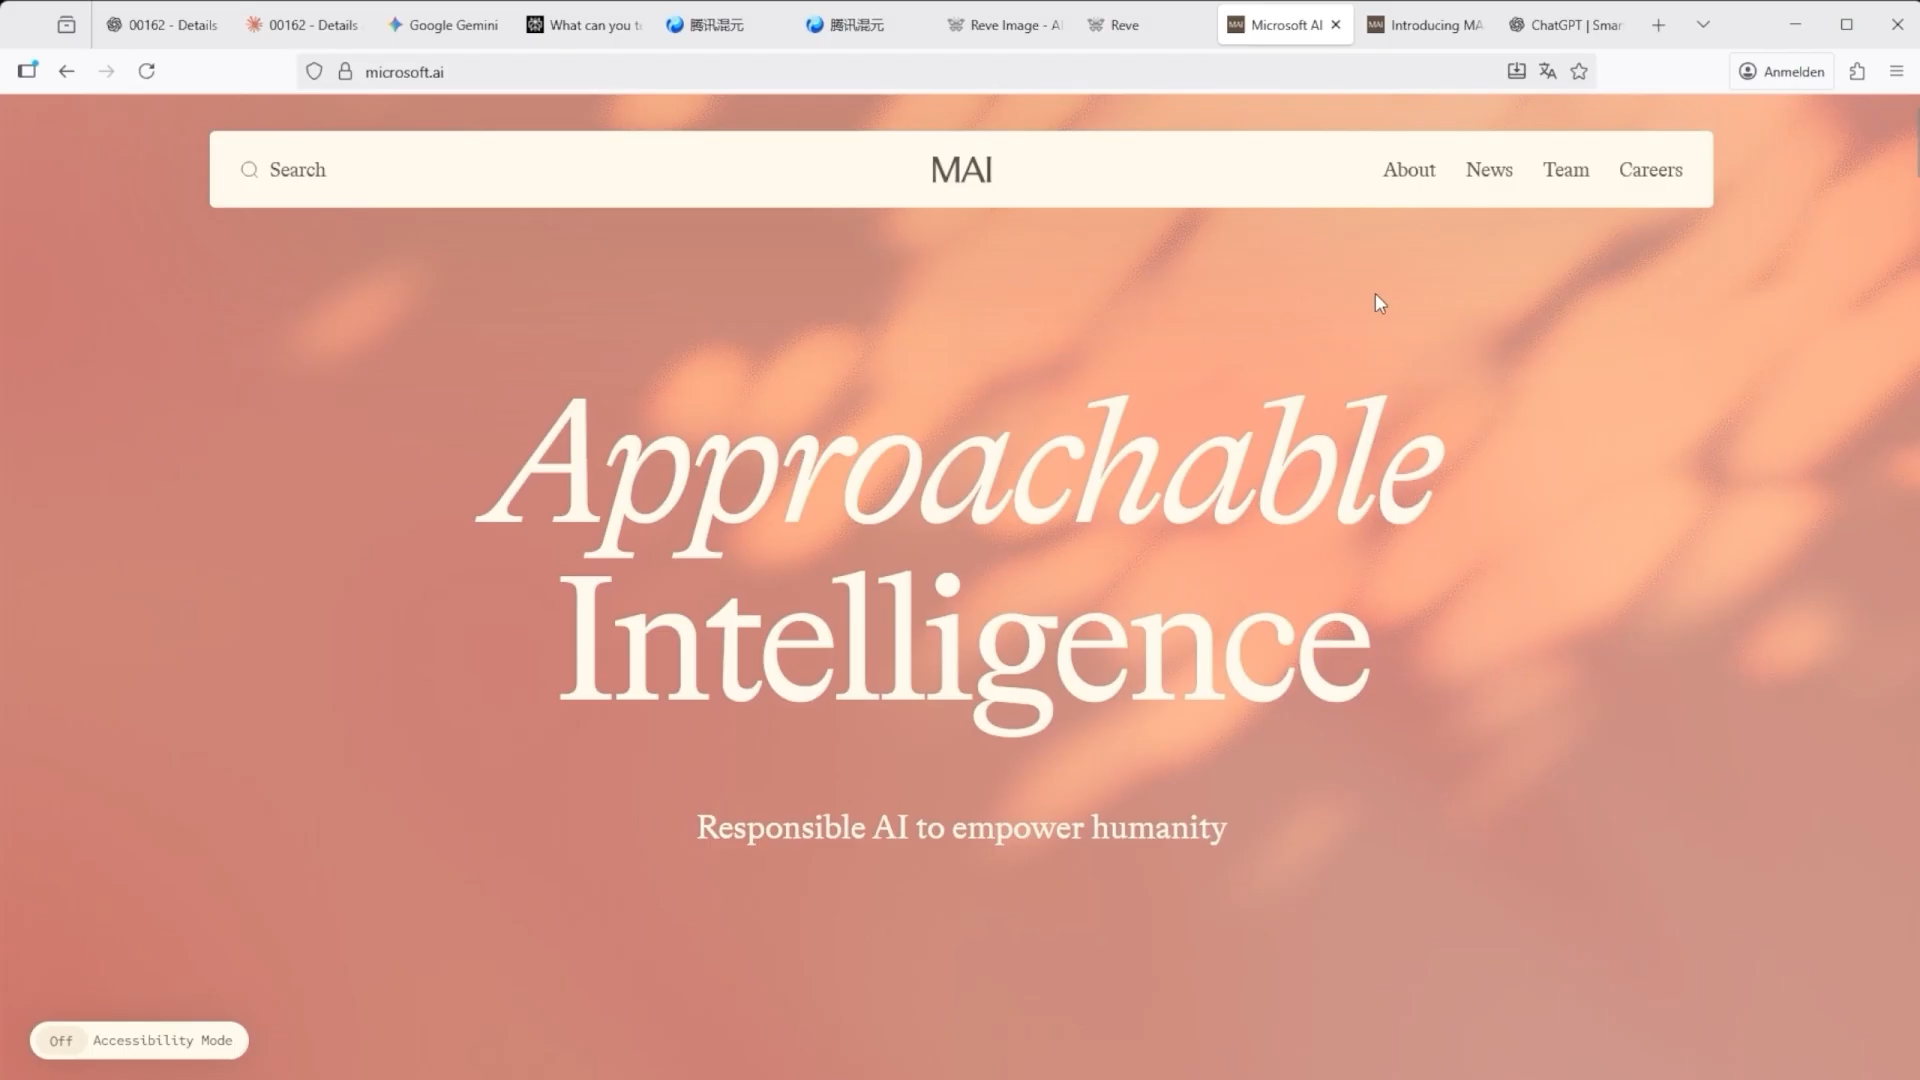 00162 - Details
00162 - Details
Google Gemini
What can you t
腾讯混元
腾讯混元
Reve Image - A
Reve
Microsoft AI
Introducing MA
ChatGPT | Smar
microsoft.ai
Anmelden
Search
MAI
About
News
Team
Careers
Approachable
Intelligence
Responsible AI to empower humanity
Off
Accessibility Mode